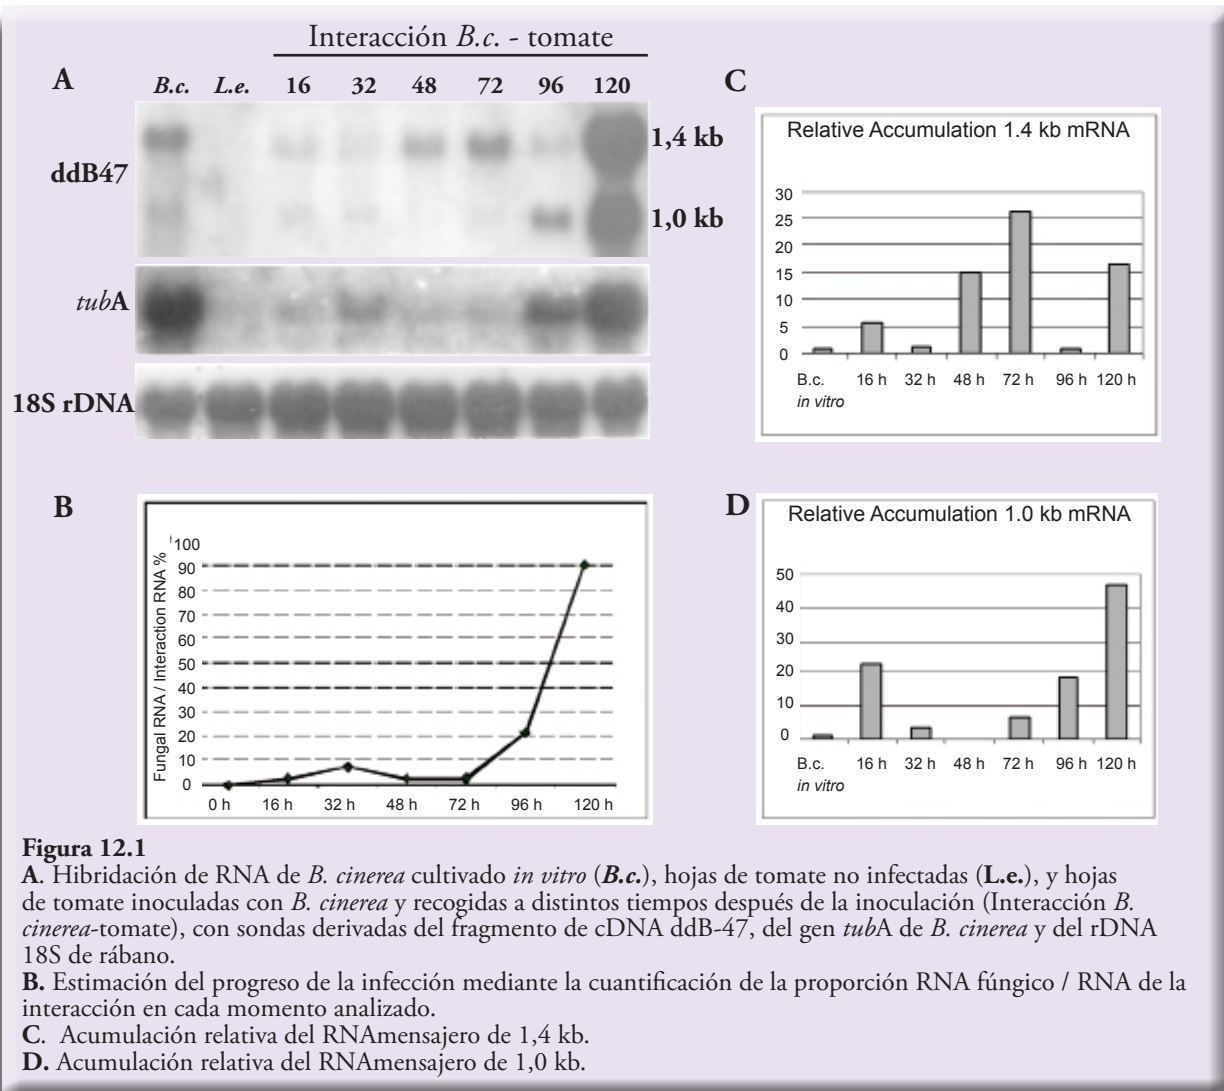 Interacción B.c. - tomate
A
B.c. L.e. 16 32 48 72 96 120
ddB47
1,4 kb
1,0 kb
tubA
18S rDNA
C
Relative Accumulation 1.4 kb mRNA
30
25
20
15
10
5
0
B.c. 16 h 32 h 48 h 72 h 96 h 120 h
in vitro
B
Fungal RNA / Interaction RNA %
100
90
80
70
60
50
40
30
20
10
0
0 h 16 h 32 h 48 h 72 h 96 h 120 h
D
Relative Accumulation 1.0 kb mRNA
50
40
30
20
10
0
B.c. 16 h 32 h 48 h 72 h 96 h 120 h
in vitro
Figura 12.1
A. Hibridación de RNA de B. cinerea cultivado in vitro (B.c.), hojas de tomate no infectadas (L.e.), y hojas
de tomate inoculadas con B. cinerea y recogidas a distintos tiempos después de la inoculación (Interacción B.
cinerea-tomate), con sondas derivadas del fragmento de cDNA ddB-47, del gen tubA de B. cinerea y del rDNA
18S de rábano.
B. Estimación del progreso de la infección mediante la cuantificación de la proporción RNA fúngico / RNA de la
interacción en cada momento analizado.
C. Acumulación relativa del RNAmensajero de 1,4 kb.
D. Acumulación relativa del RNAmensajero de 1,0 kb.